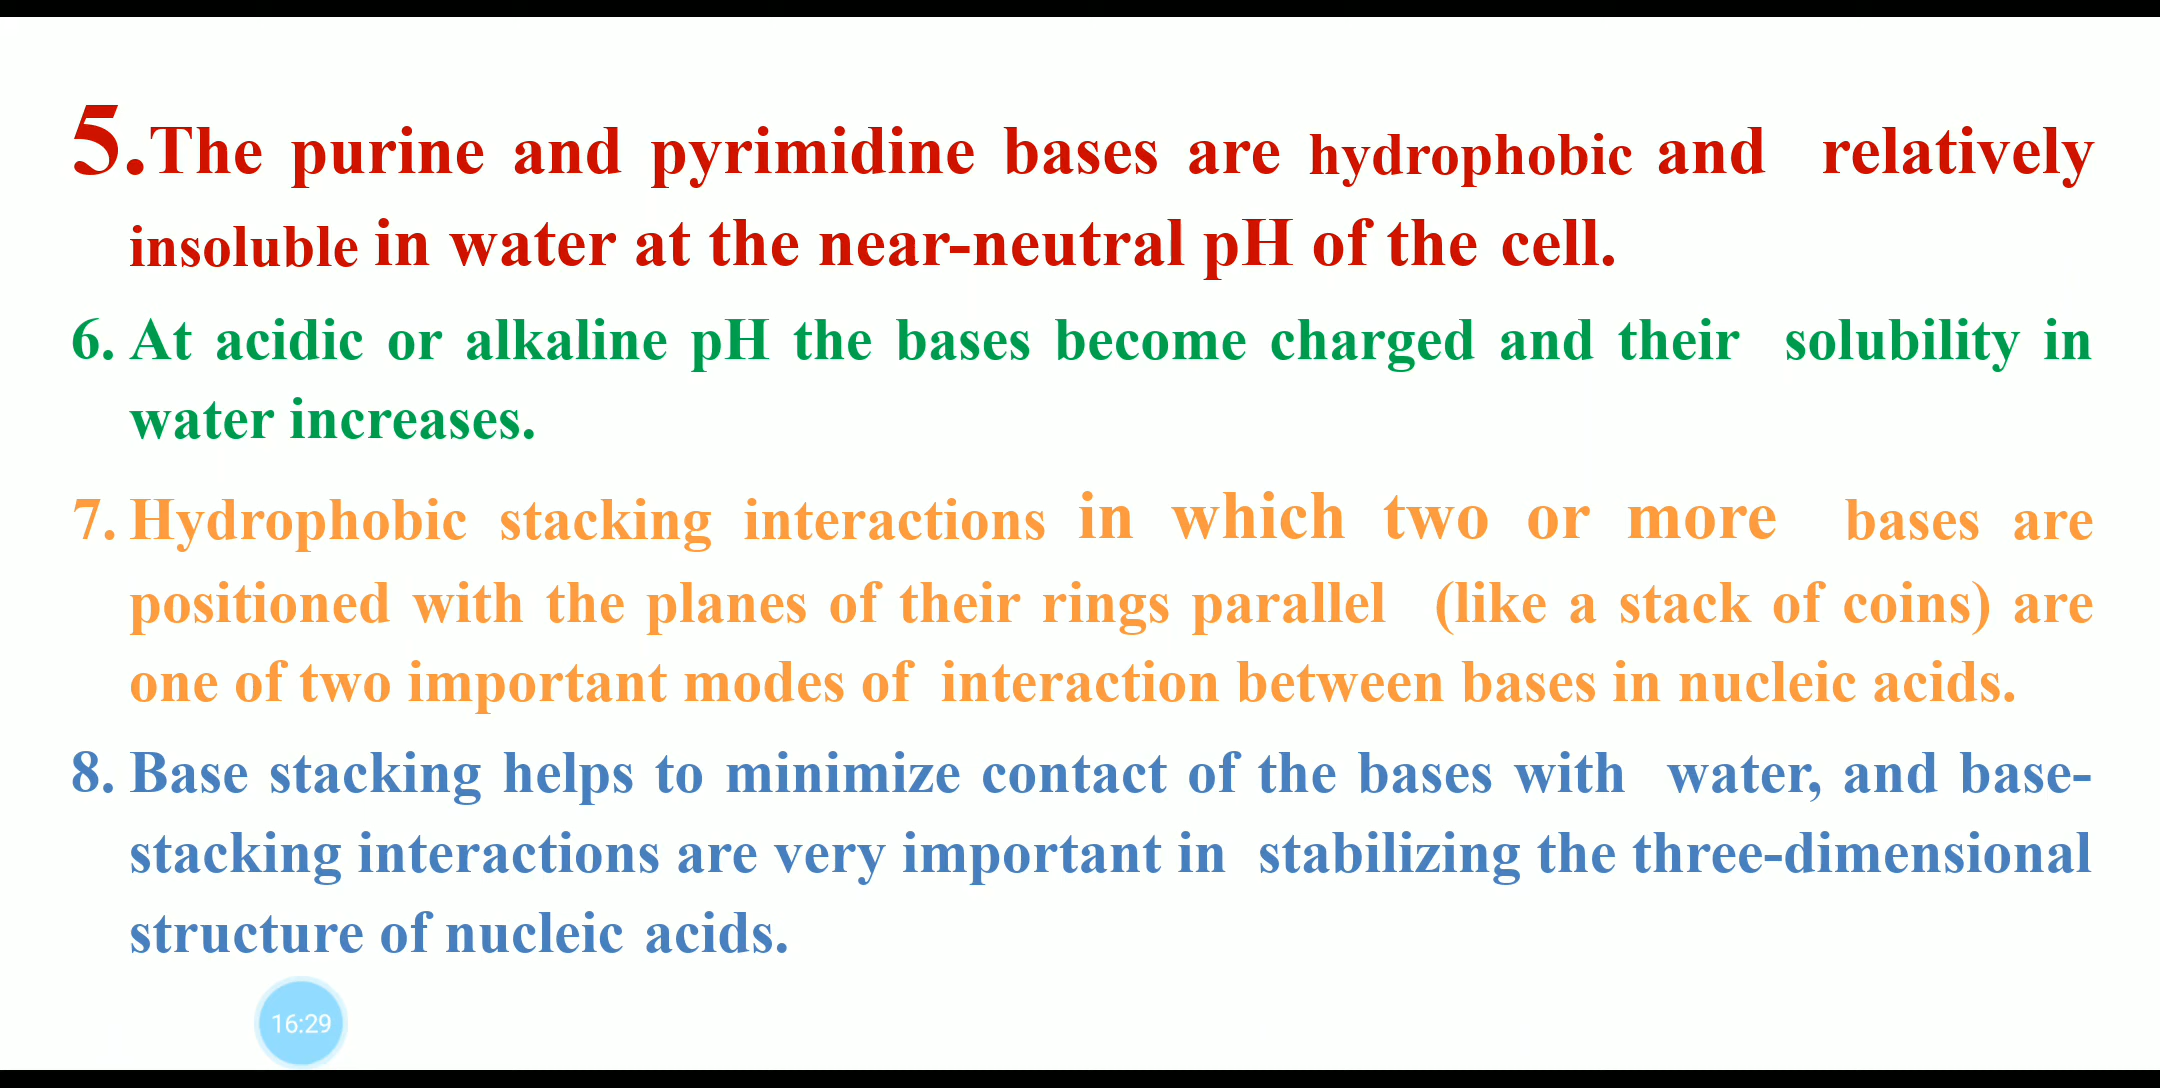 5.The purine and pyrimidine bases are hydrophobic and relatively
insoluble in water at the near-neutral pH of the cell.
6. At acidic or alkaline pH the bases become charged and their solubility in
water increases.
7. Hydrophobic stacking interactions in which two or more bases are
positioned with the planes of their rings parallel (like a stack of coins) are
one of two important modes of interaction between bases in nucleic acids.
8. Base stacking helps to minimize contact of the bases with water, and base-
stacking interactions are very important in stabilizing the three-dimensional
structure of nucleic acids.
16:29